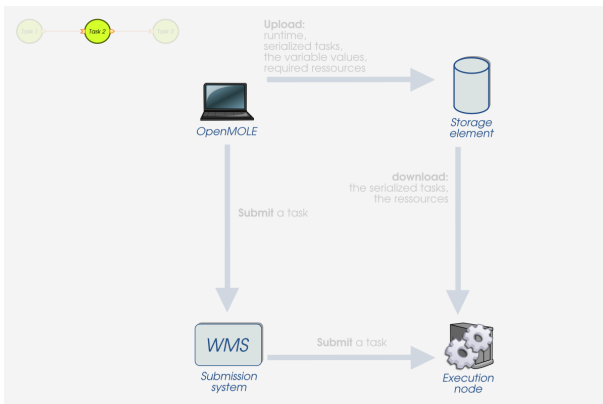 Task 1
Task 2
Task 3
Upload:
runtime,
serialized tasks,
the variable values,
required ressources
OpenMOLE
Storage
element
download:
the serialized tasks,
the ressources
Submit a task
WMS
Submit a task
Submission
system
Execution
node